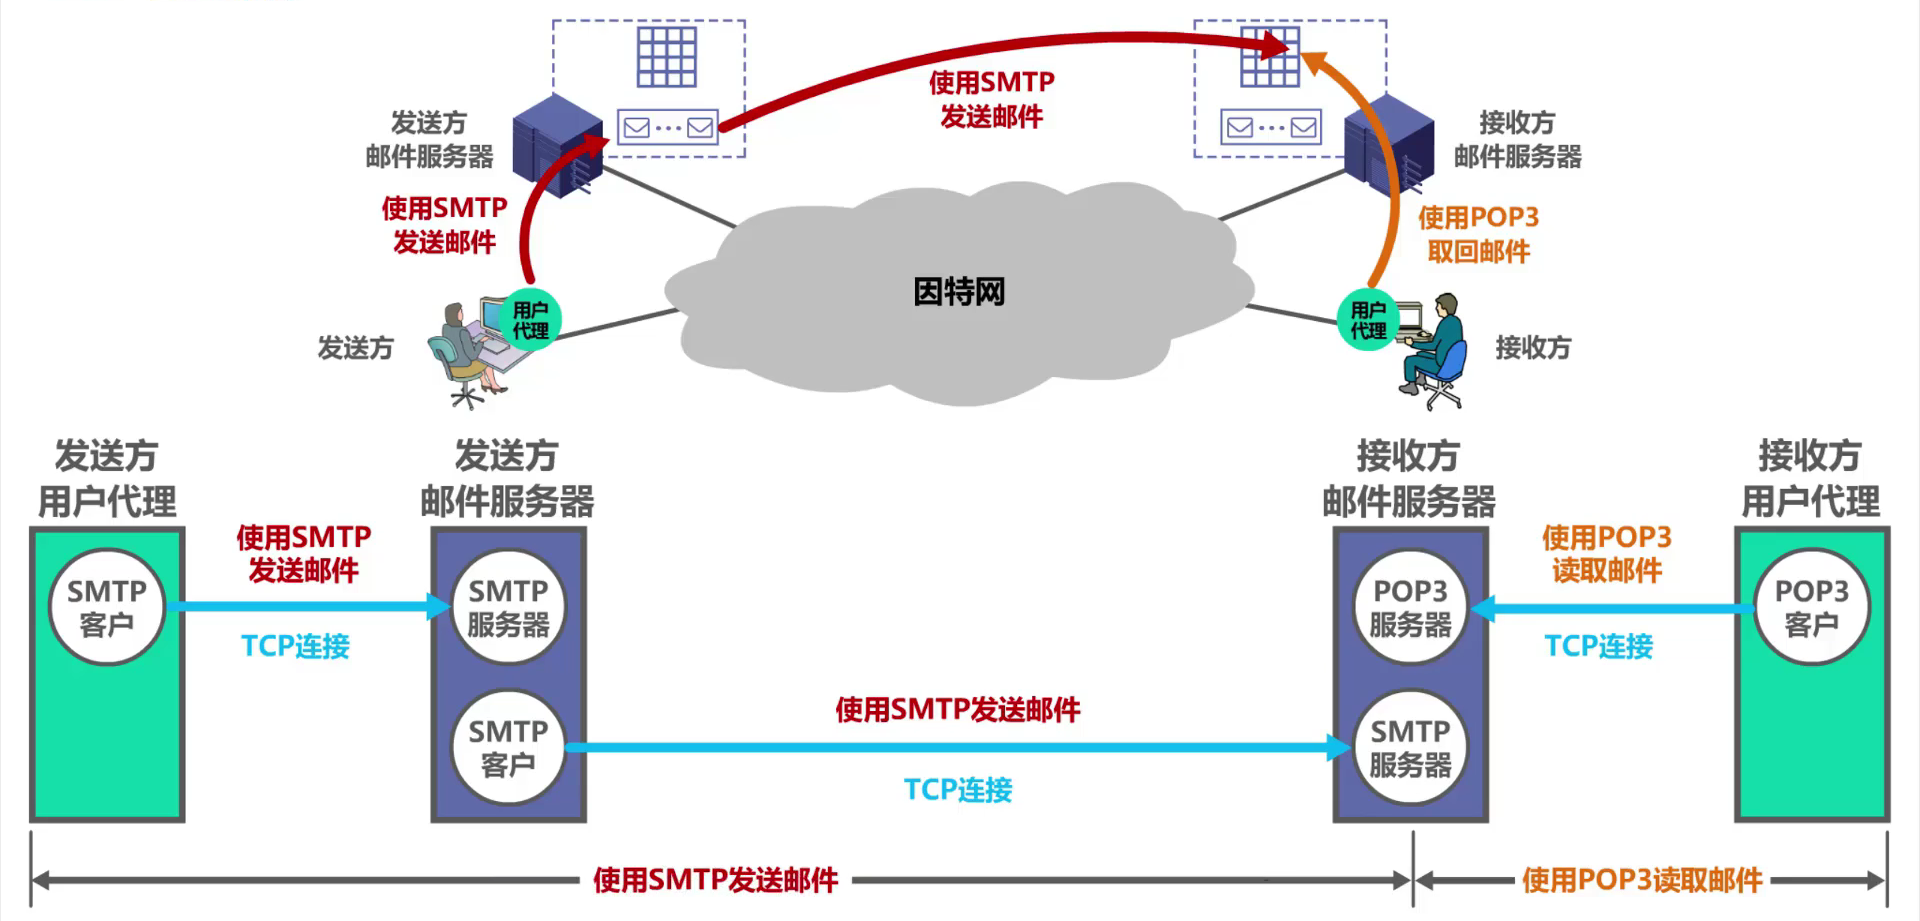 使用SMTP
发送邮件
发送方
邮件服务器
接收方
邮件服务器
使用SMTP
发送邮件
使用POP3
取回邮件
因特网
用户
代理
用户
代理
发送方
接收方
发送方
用户代理
发送方
邮件服务器
接收方
邮件服务器
接收方
用户代理
使用SMTP
发送邮件
使用POP3
读取邮件
SMTP
客户
SMTP
服务器
POP3
服务器
POP3
客户
TCP连接
TCP连接
使用SMTP发送邮件
SMTP
客户
SMTP
服务器
TCP连接
使用SMTP发送邮件
使用POP3读取邮件